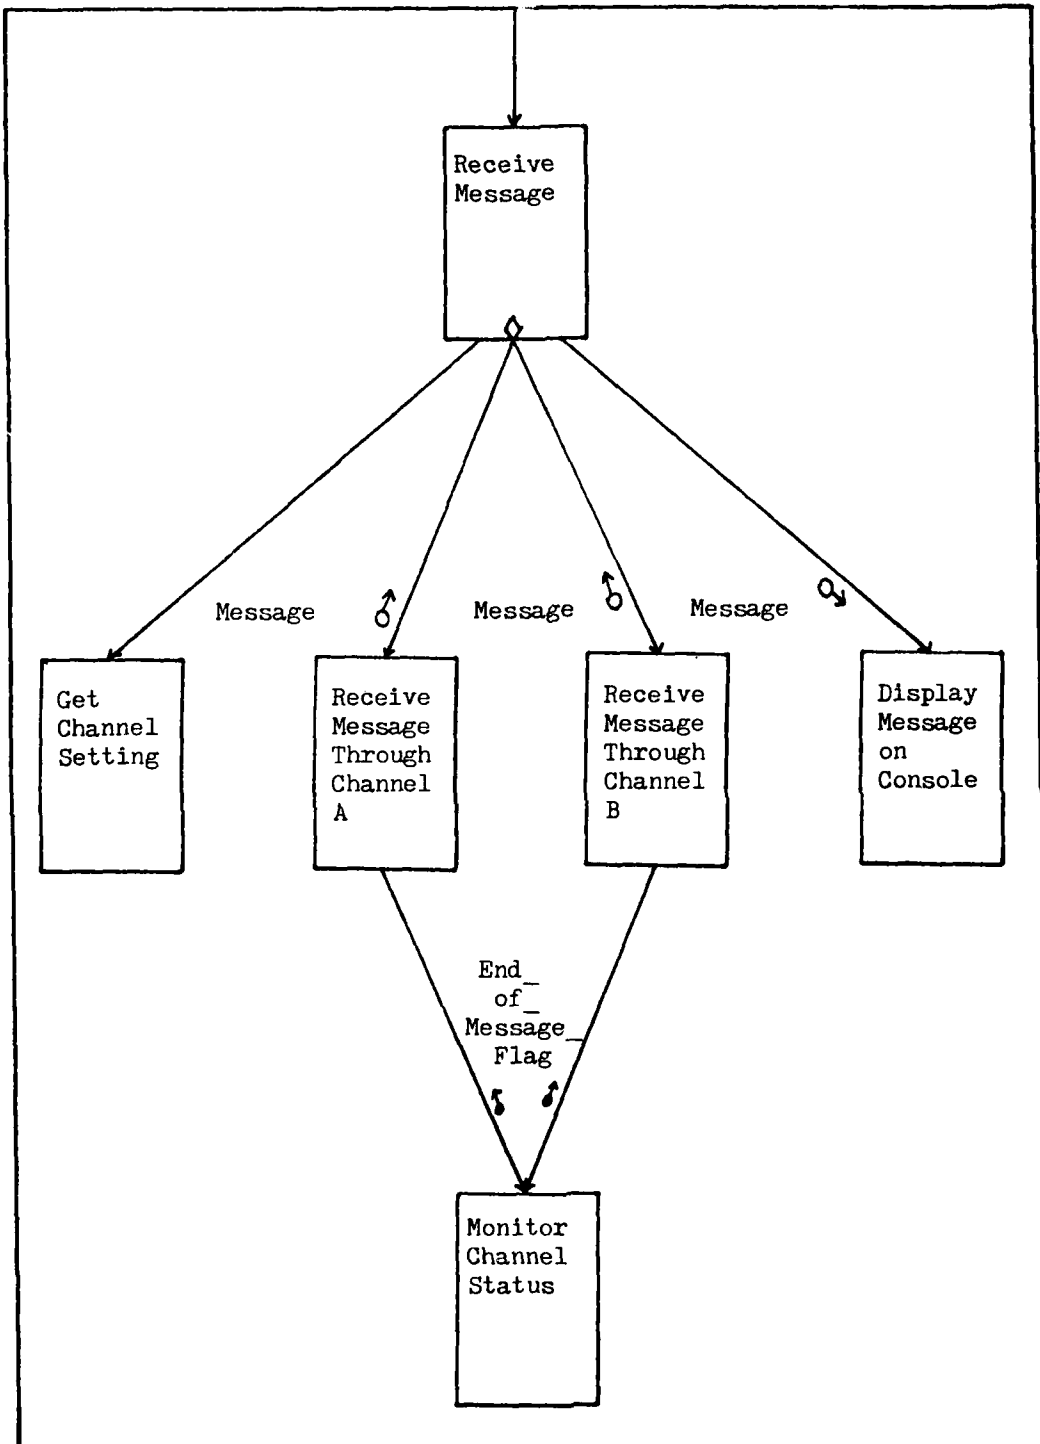 Receive
Message
Message
Message
Message
Get
Channel
Setting
Receive
Message
Through
Channel
A
Receive
Message
Through
Channel
B
Display
Message
on
Console
End_
of_
Message_
Flag
Monitor
Channel
Status